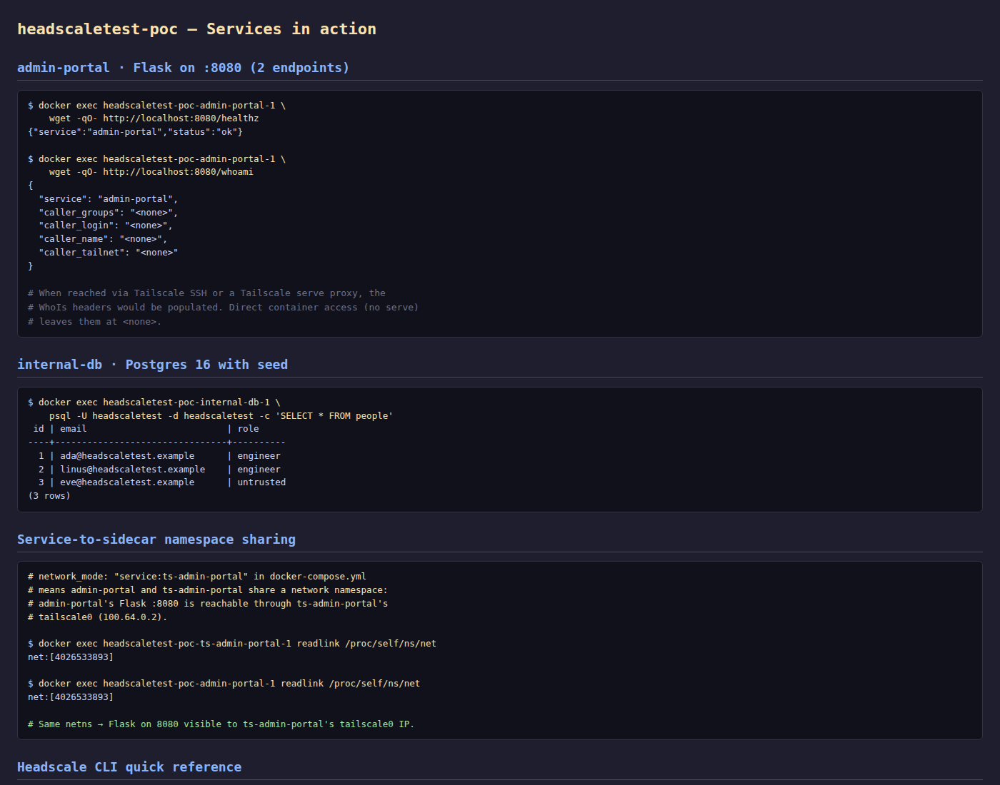 headscaletest-poc — Services in action
admin-portal · Flask on :8080 (2 endpoints)
$ docker exec headscaletest-poc-admin-portal-1 \
    wget -qO- http://localhost:8080/healthz
{"service":"admin-portal","status":"ok"}
$ docker exec headscaletest-poc-admin-portal-1 \
    wget -qO- http://localhost:8080/whoami
{
  "service": "admin-portal",
  "caller_groups": "<none>",
  "caller_login": "<none>",
  "caller_name": "<none>",
  "caller_tailnet": "<none>"
}
# When reached via Tailscale SSH or a Tailscale serve proxy, the
# WhoIs headers would be populated. Direct container access (no serve)
# leaves them at <none>.
internal-db · Postgres 16 with seed
$ docker exec headscaletest-poc-internal-db-1 \
    psql -U headscaletest -d headscaletest -c 'SELECT * FROM people'
 id | email                          | role
----+--------------------------------+----------
  1 | ada@headscaletest.example      | engineer
  2 | linus@headscaletest.example    | engineer
  3 | eve@headscaletest.example      | untrusted
(3 rows)
Service-to-sidecar namespace sharing
# network_mode: "service:ts-admin-portal" in docker-compose.yml
# means admin-portal and ts-admin-portal share a network namespace:
# admin-portal's Flask :8080 is reachable through ts-admin-portal's
# tailscale0 (100.64.0.2).
$ docker exec headscaletest-poc-ts-admin-portal-1 readlink /proc/self/ns/net
net:[4026533893]
$ docker exec headscaletest-poc-admin-portal-1 readlink /proc/self/ns/net
net:[4026533893]
# Same netns → Flask on 8080 visible to ts-admin-portal's tailscale0 IP.
Headscale CLI quick reference